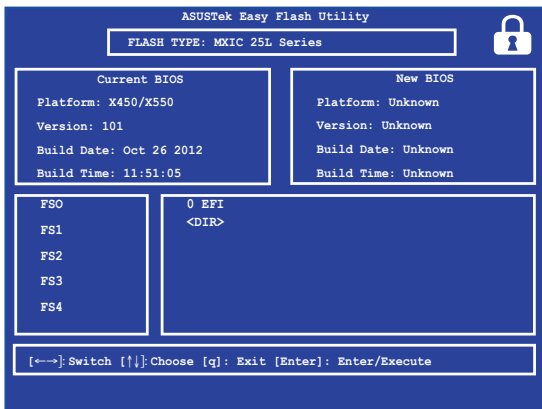 ASUSTek Easy Flash Utility
FLASH TYPE: MXIC 25L Series
Current BIOS
Platform: X450/X550
Version: 101
Build Date: Oct 26 2012
Build Time: 11:51:05
New BIOS
Platform: Unknown
Version: Unknown
Build Date: Unknown
Build Time: Unknown
FSO
FS1
FS2
FS3
FS4
0 EFI
<DIR>
[←→]: Switch [↑↓]: Choose [q]: Exit [Enter]: Enter/Execute